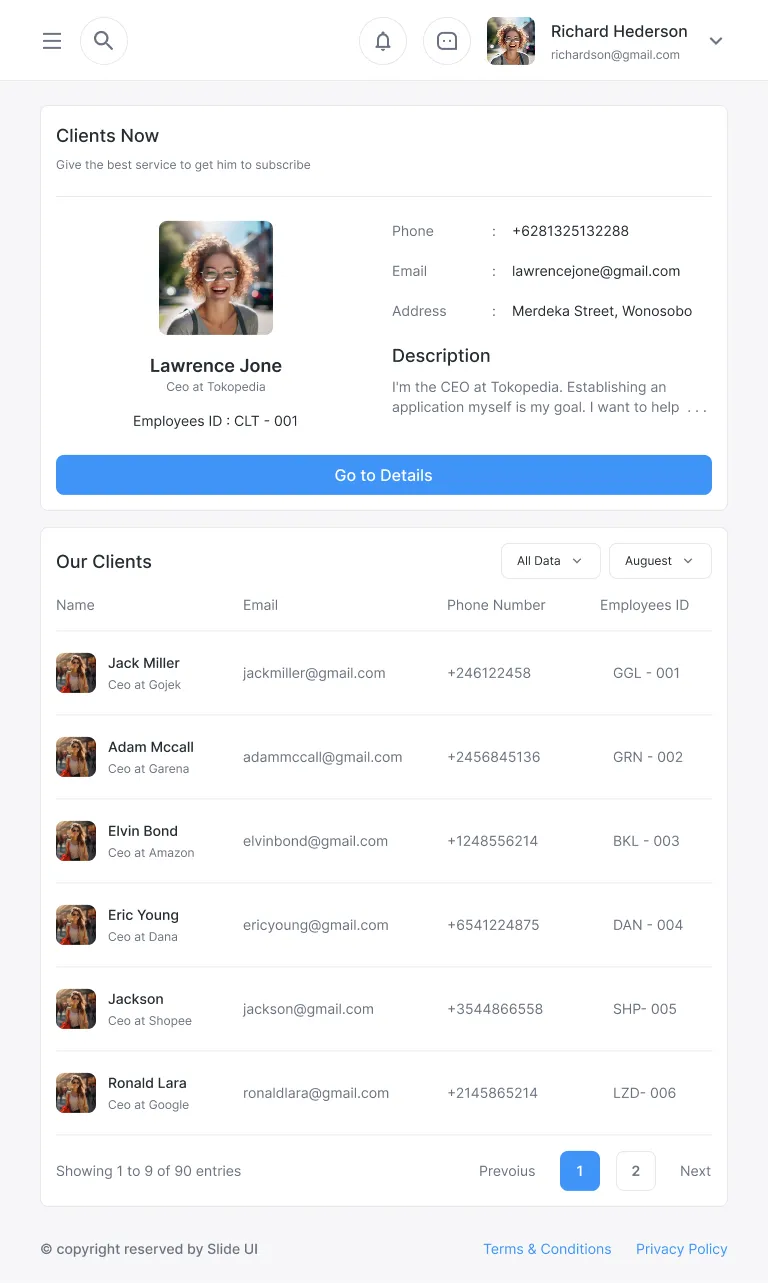 Richard Hederson
richardson@gmail.com
Clients Now
Give the best service to get him to subscribe
Lawrence Jone
Ceo at Tokopedia
Employees ID : CLT - 001
Phone : +6281325132288
Email : lawrencejone@gmail.com
Address : Merdeka Street, Wonosobo
Description
I'm the CEO at Tokopedia. Establishing an
application myself is my goal. I want to help . . .
Go to Details
Our Clients All Data Auguest
Name Email Phone Number Employees ID
Jack Miller
Ceo at Gojek
jackmiller@gmail.com +246122458 GGL - 001
Adam Mccall
Ceo at Garena
adammccall@gmail.com +2456845136 GRN - 002
Elvin Bond
Ceo at Amazon
elvinbond@gmail.com +1248556214 BKL - 003
Eric Young
Ceo at Dana
ericyoung@gmail.com +6541224875 DAN - 004
Jackson
Ceo at Shopee
jackson@gmail.com +3544866558 SHP- 005
Ronald Lara
Ceo at Google
ronaldlara@gmail.com +2145865214 LZD- 006
Showing 1 to 9 of 90 entries Prevoius 1 2 Next
© copyright reserved by Slide UI Terms & Conditions Privacy Policy